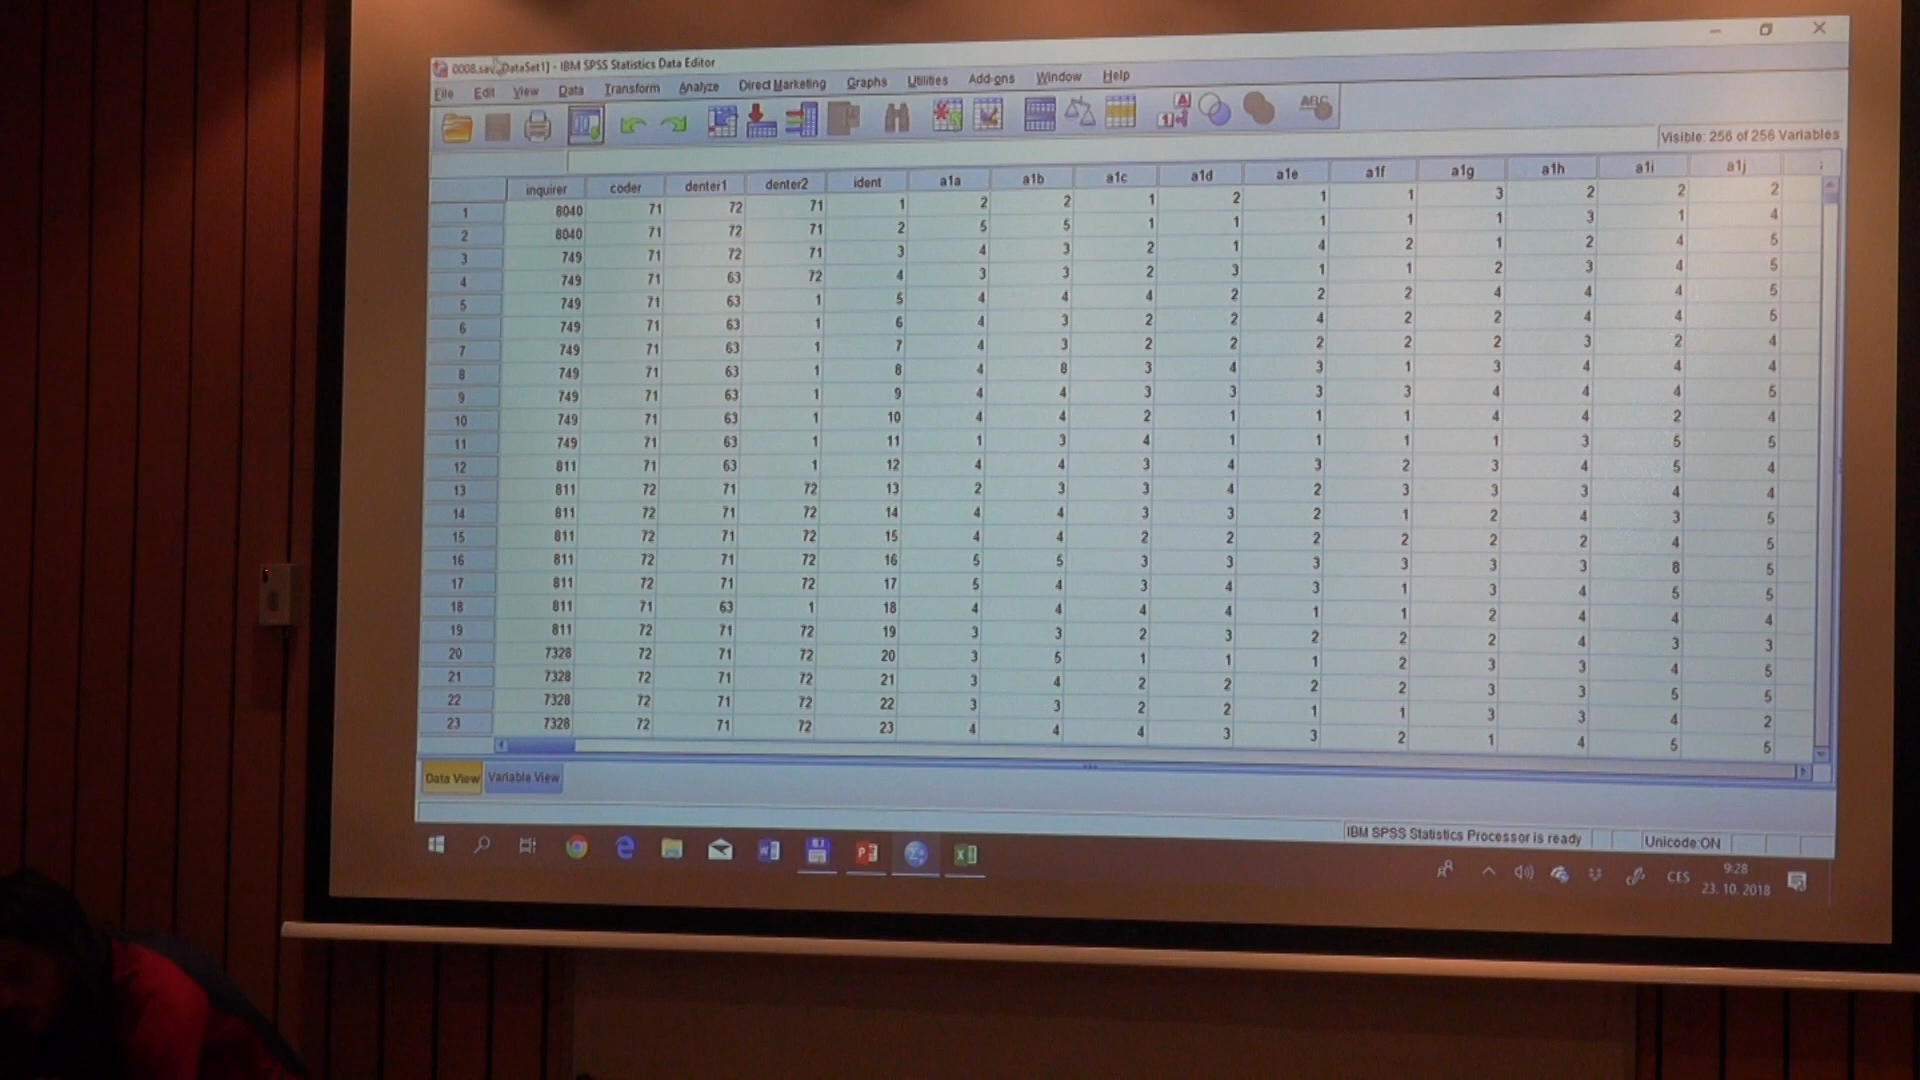 0008.sav [DataSet1] - IBM SPSS Statistics Data Editor
File Edit View Data Transform Analyze Direct Marketing Graphs Utilities Add-ons Window Help
Visible: 256 of 256 Variables
inquirer coder denter1 denter2 ident a1a a1b a1c a1d a1e a1f a1g a1h a1i a1j
1 8040 71 72 71 1 2 2 1 2 1 1 3 2 2 2
2 8040 71 72 71 2 5 5 1 1 1 1 1 3 1 4
3 749 71 72 71 3 4 3 2 1 4 2 1 2 4 5
4 749 71 63 72 4 3 3 2 3 1 1 2 3 4 5
5 749 71 63 1 5 4 4 4 2 2 2 4 4 4 5
6 749 71 63 1 6 4 3 2 2 4 2 2 4 4 5
7 749 71 63 1 7 4 3 2 2 2 2 2 3 2 4
8 749 71 63 1 8 4 8 3 4 3 1 3 4 4 4
9 749 71 63 1 9 4 4 3 3 3 3 4 4 4 5
10 749 71 63 1 10 4 4 2 1 1 1 4 4 2 4
11 749 71 63 1 11 1 3 4 1 1 1 1 3 5 5
12 811 71 63 1 12 4 4 3 4 3 2 3 4 5 4
13 811 72 71 72 13 2 3 3 4 2 3 3 3 4 4
14 811 72 71 72 14 4 4 3 3 2 1 2 4 3 5
15 811 72 71 72 15 4 4 2 2 2 2 2 2 4 5
16 811 72 71 72 16 5 5 3 3 3 3 3 3 8 5
17 811 72 71 72 17 5 4 3 4 3 1 3 4 5 5
18 811 71 63 1 18 4 4 4 4 1 1 2 4 4 4
19 811 72 71 72 19 3 3 2 3 2 2 2 4 3 3
20 7328 72 71 72 20 3 5 1 1 1 2 3 3 4 5
21 7328 72 71 72 21 3 4 2 2 2 2 3 3 5 5
22 7328 72 71 72 22 3 3 2 2 1 1 3 3 4 2
23 7328 72 71 72 23 4 4 4 3 3 2 1 4 5 5
Data View Variable View
IBM SPSS Statistics Processor is ready Unicode:ON
CES 9:28
23. 10. 2018